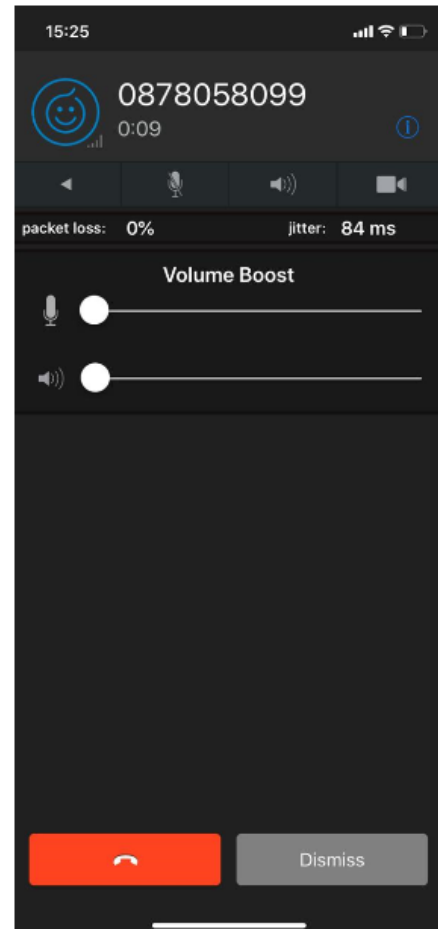 15:25
0878058099
0:09
packet loss: 0% jitter: 84 ms
Volume Boost
Dismiss